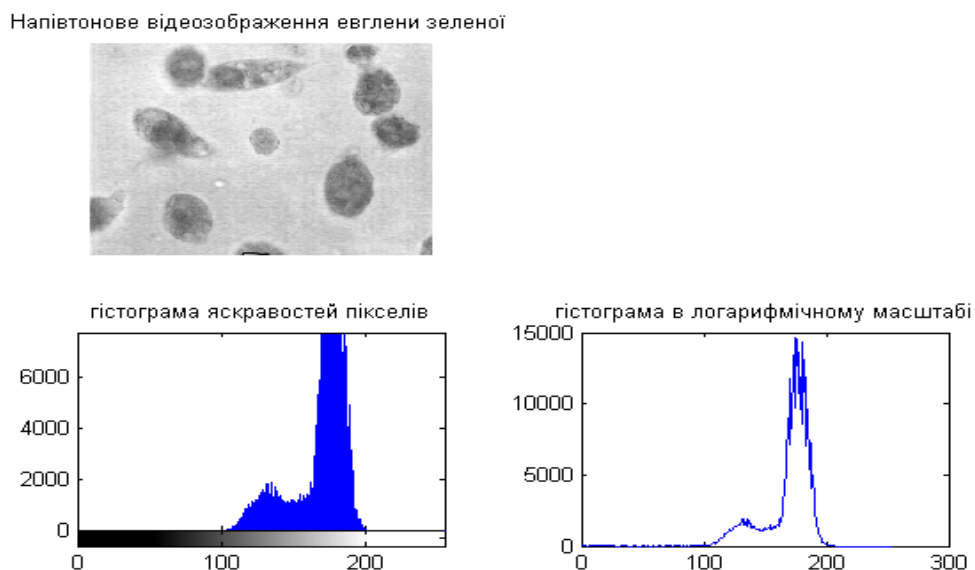 Напівтонове відеозображення евглени зеленої
гістограма яскравостей пікселів
6000
4000
2000
0
0 100 200
гістограма в логарифмічному масштабі
15000
10000
5000
0
0 100 200 300